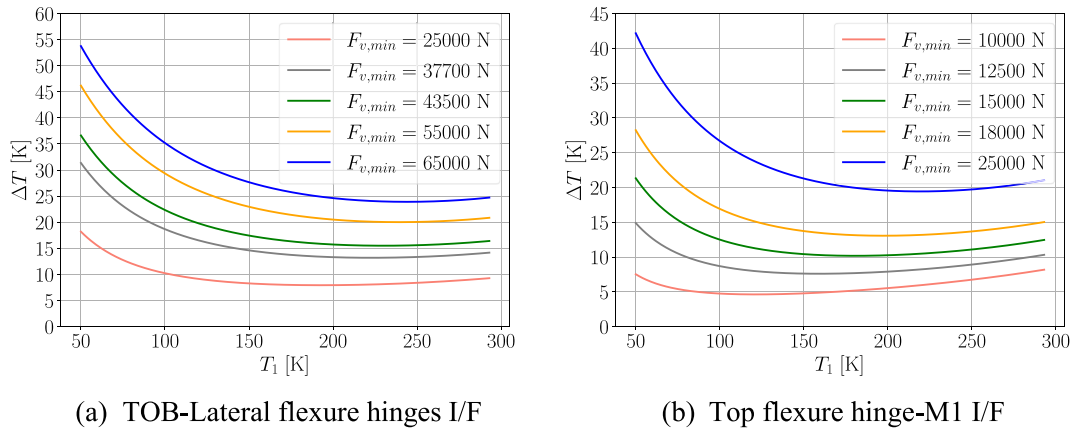 60
55
50
45
40
35
30
25
20
15
10
5
0
ΔT [K]
50 100 150 200 250 300
T₁ [K]
F_{v,min} = 25000 N
F_{v,min} = 37700 N
F_{v,min} = 43500 N
F_{v,min} = 55000 N
F_{v,min} = 65000 N
(a) TOB-Lateral flexure hinges I/F
45
40
35
30
25
20
15
10
5
0
ΔT [K]
50 100 150 200 250 300
T₁ [K]
F_{v,min} = 10000 N
F_{v,min} = 12500 N
F_{v,min} = 15000 N
F_{v,min} = 18000 N
F_{v,min} = 25000 N
(b) Top flexure hinge-M1 I/F